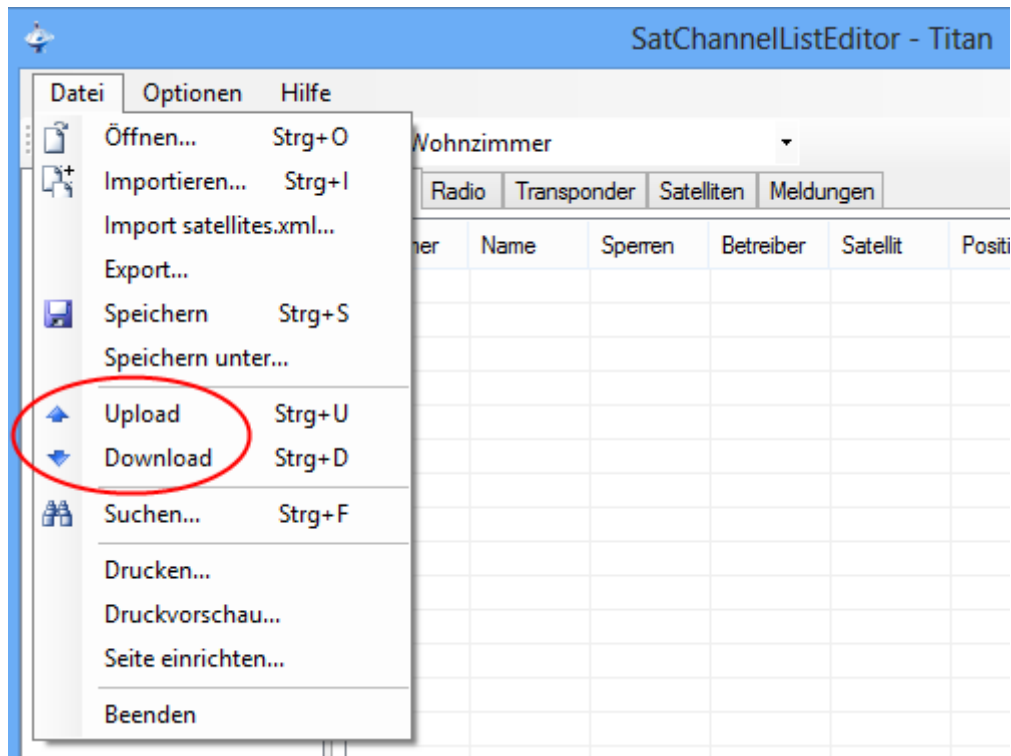 SatChannelListEditor - Titan
Datei Optionen Hilfe
Wohnzimmer
Radio Transponder Satelliten Meldungen
Name Sperren Betreiber Satellit
Öffnen... Strg+O
Importieren... Strg+I
Import satellites.xml...
Export...
Speichern Strg+S
Speichern unter...
Upload Strg+U
Download Strg+D
Suchen... Strg+F
Drucken...
Druckvorschau...
Seite einrichten...
Beenden